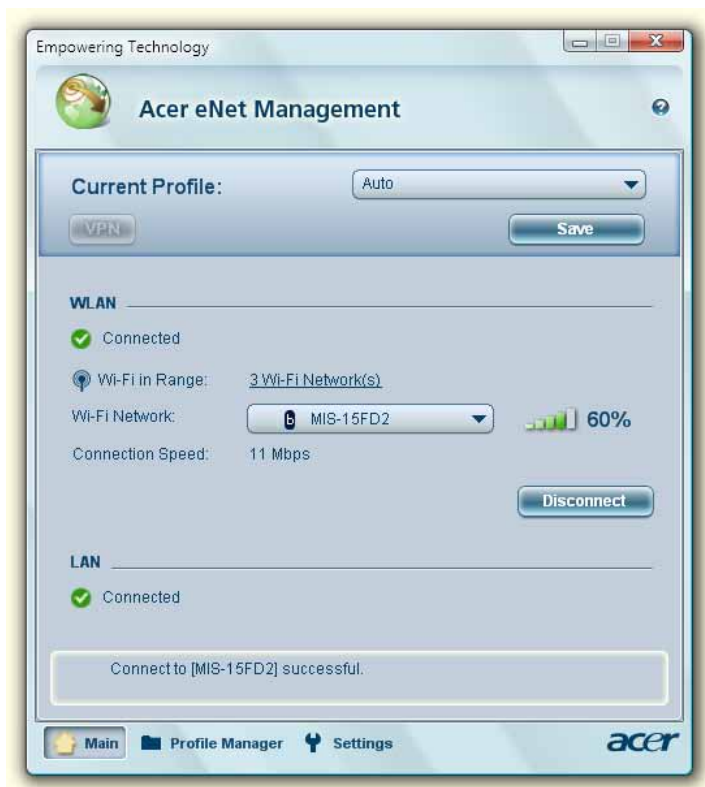 Empowering Technology
Acer eNet Management
Current Profile: Auto
VPN Save
WLAN
Connected
Wi-Fi in Range: 3 Wi-Fi Network(s)
Wi-Fi Network: b MIS-15FD2 60%
Connection Speed: 11 Mbps
Disconnect
LAN
Connected
Connect to [MIS-15FD2] successful.
Main Profile Manager Settings acer